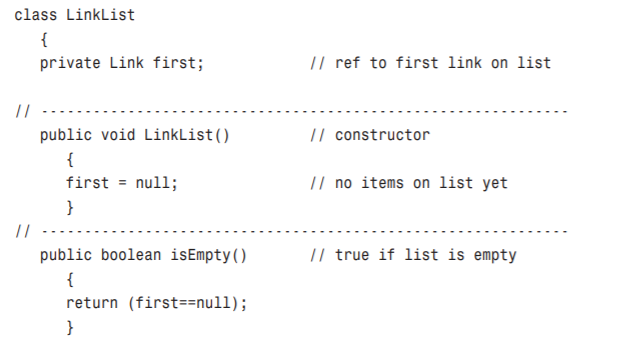 class LinkList
{
private Link first; // ref to first link on list
// ------------------------------------------------------------
public void LinkList() // constructor
{
first = null; // no items on list yet
}
// ------------------------------------------------------------
public boolean isEmpty() // true if list is empty
{
return (first==null);
}